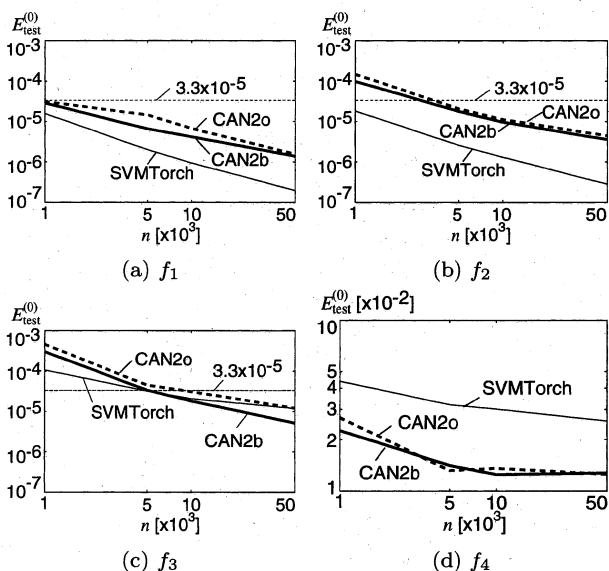 E_test^(0)
10^-3
10^-4
10^-5
10^-6
10^-7
3.3x10^-5
CAN2o
CAN2b
SVMTorch
1 5 10 50
n [x10^3]
(a) f_1
E_test^(0)
10^-3
10^-4
10^-5
10^-6
10^-7
3.3x10^-5
CAN2o
CAN2b
SVMTorch
1 5 10 50
n [x10^3]
(b) f_2
E_test^(0)
10^-3
10^-4
10^-5
10^-6
10^-7
CAN2o
3.3x10^-5
SVMTorch
CAN2b
1 5 10 50
n [x10^3]
(c) f_3
E_test^(0) [x10^-2]
10
5
4
3
2
1
SVMTorch
CAN2o
CAN2b
1 5 10 50
n [x10^3]
(d) f_4